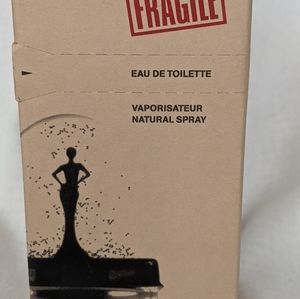 FRAGILE
EAU DE TOILETTE
VAPORISATEUR
NATURAL SPRAY